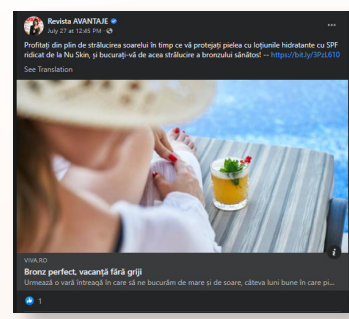 Revista AVANTAJE
July 27 at 12:45 PM
Profitați din plin de strălucirea soarelui în timp ce vă protejați pielea cu loțiunile hidratante cu SPF
ridicat de la Nu Skin, și bucurați-vă de acea strălucire a bronzului sănătos! -- https://bit.ly/3PzL610
See Translation
VIVA.RO
Bronz perfect, vacanță fără griji
Urmează o vară întreagă în care să ne bucurăm de mare și de soare, câteva luni bune în care pi...
1